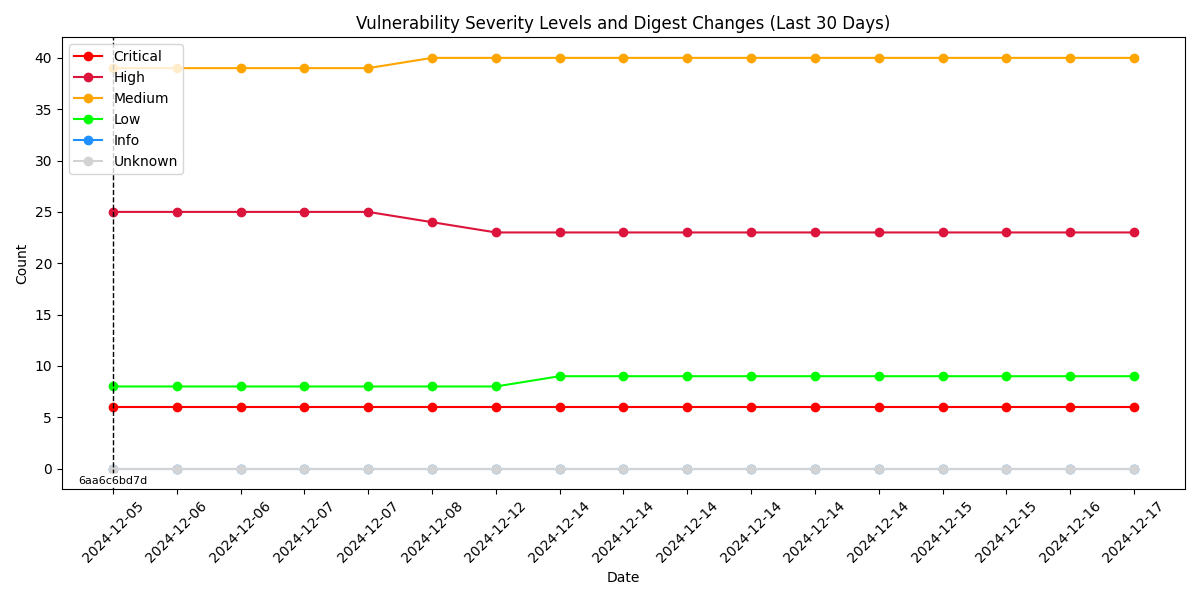 Vulnerability Severity Levels and Digest Changes (Last 30 Days)
Critical
High
Medium
Low
Info
Unknown
Count
40
35
30
25
20
15
10
5
0
6aa6c6bd7d
2024-12-05
2024-12-06
2024-12-06
2024-12-07
2024-12-07
2024-12-08
2024-12-12
2024-12-14
2024-12-14
2024-12-14
2024-12-14
2024-12-14
2024-12-14
2024-12-15
2024-12-15
2024-12-16
2024-12-17
Date